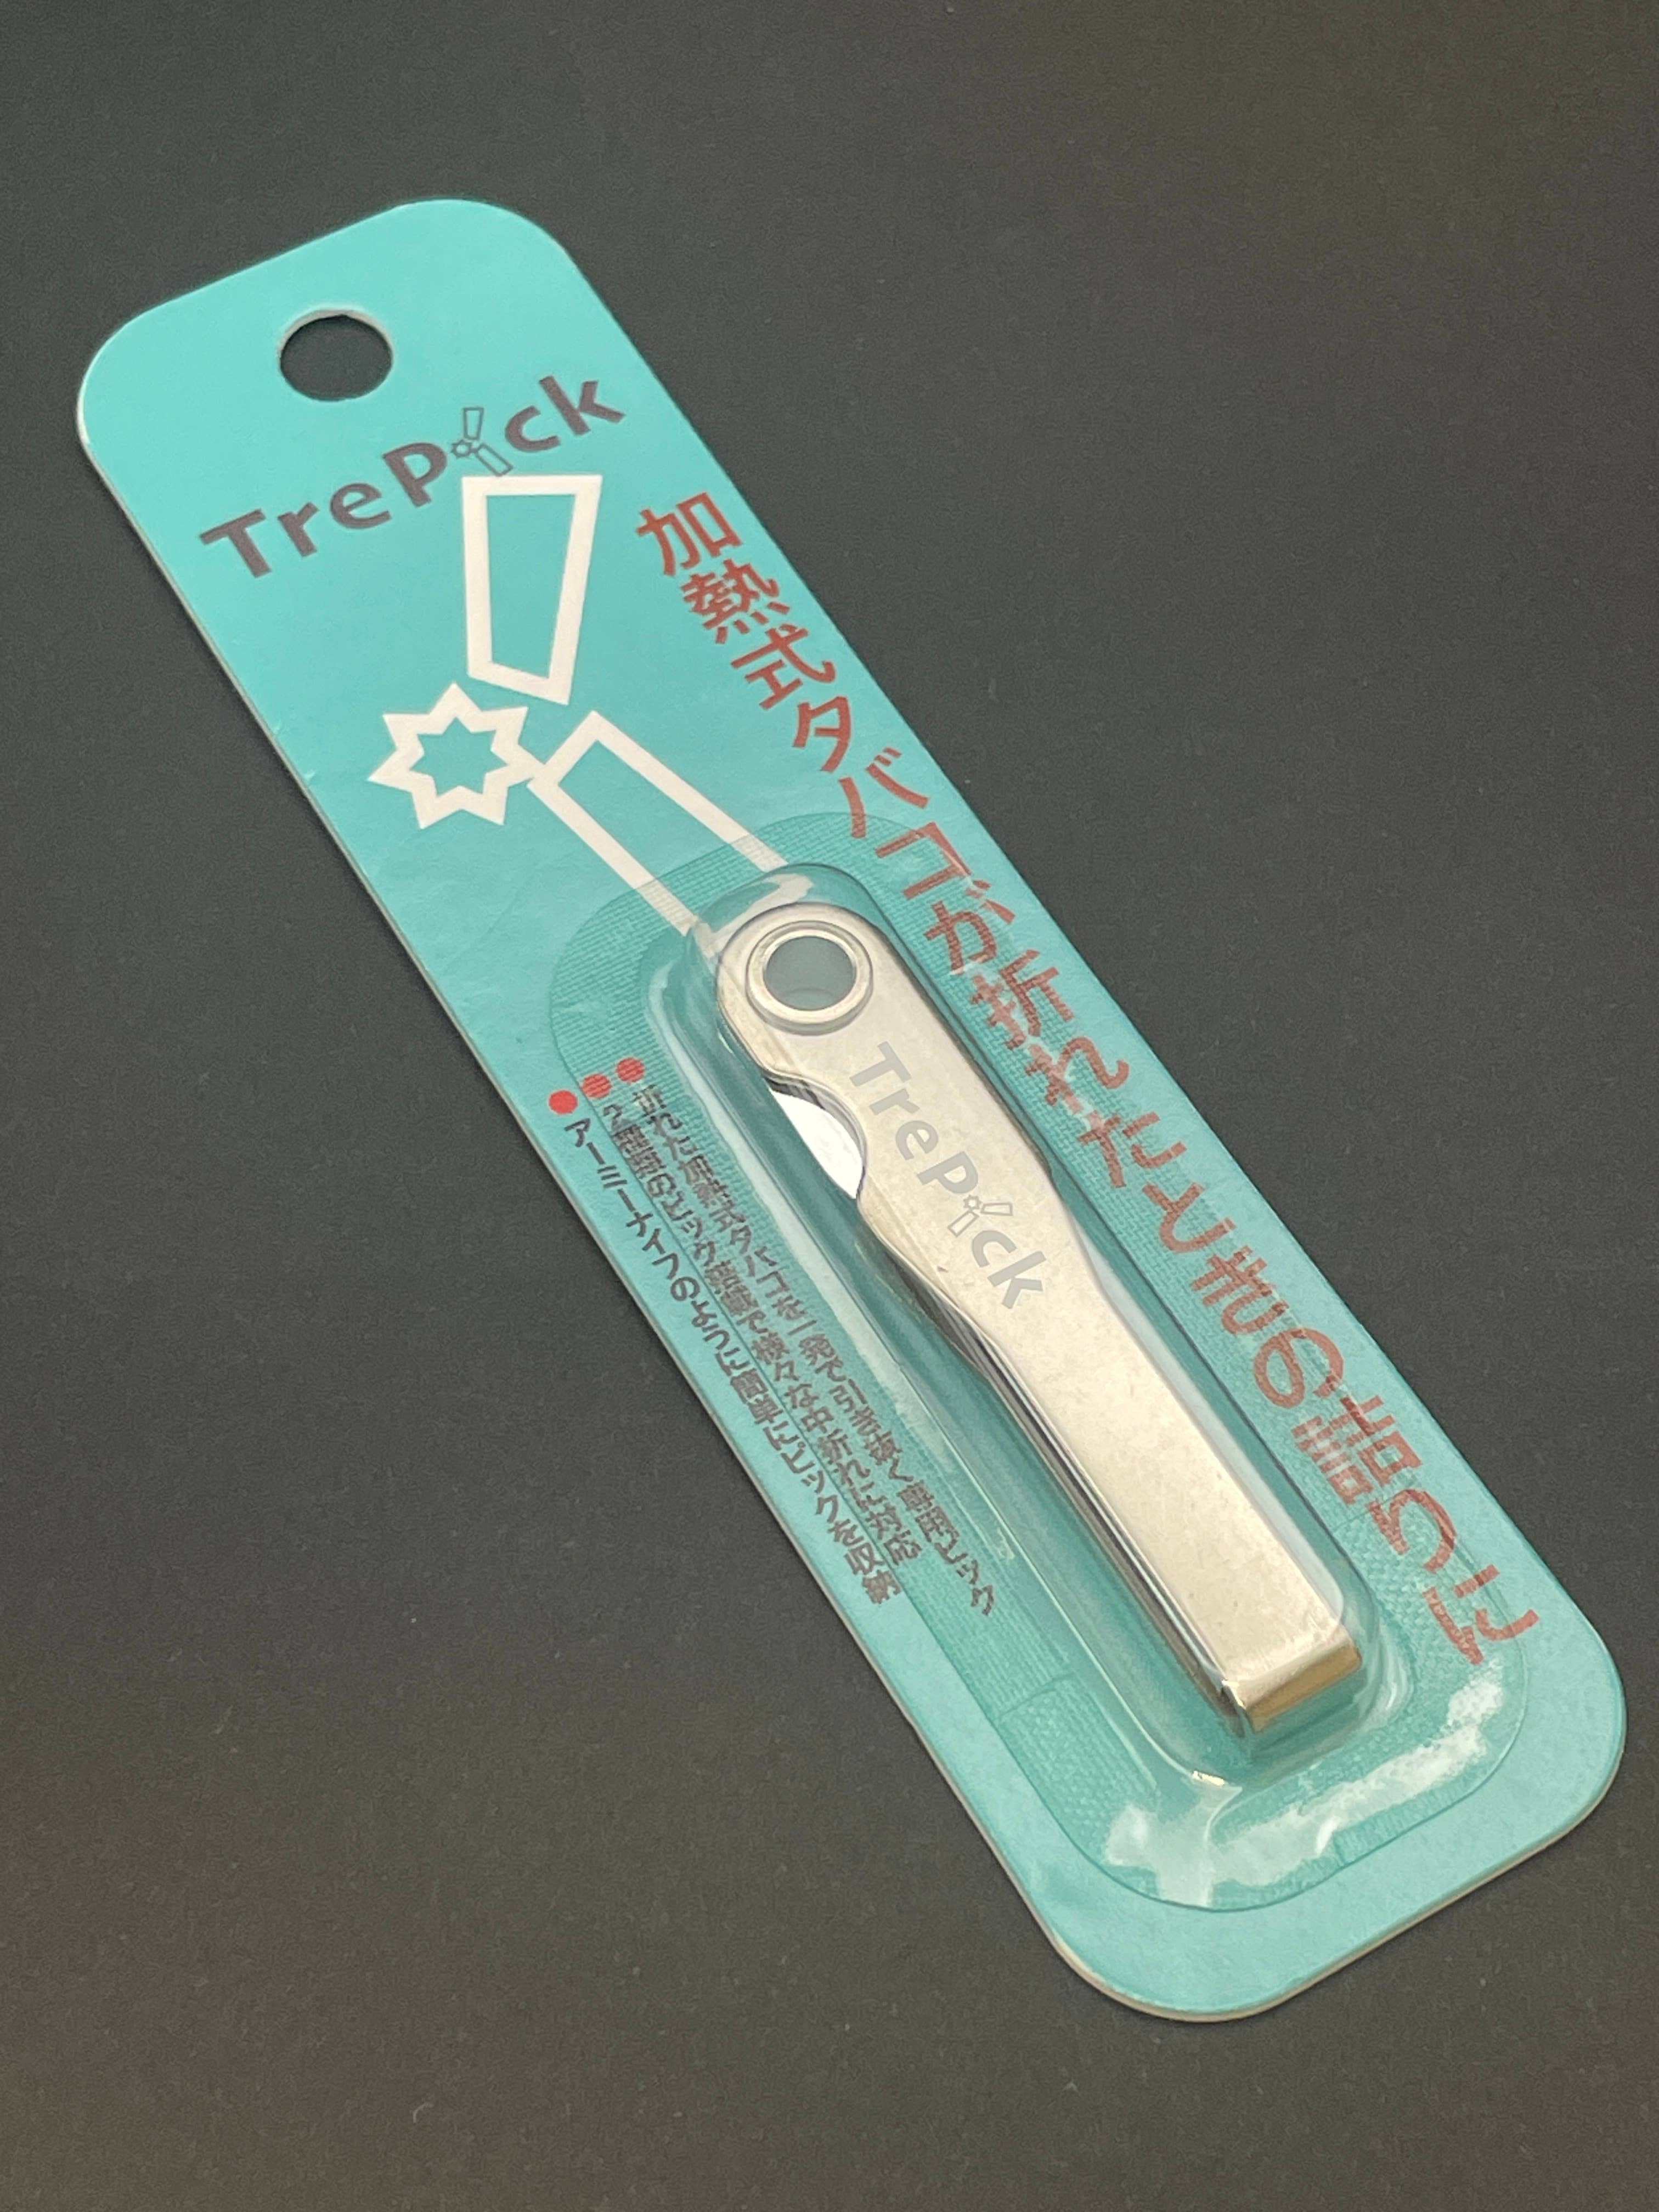 TrePick
加熱式タバコが折れたときの詰りに
TrePick
●折れた加熱式タバコを一発で引き抜く専用ピック
●2種類のピック搭載で様々な中折れに対応
●アーミーナイフのように簡単にピックを収納